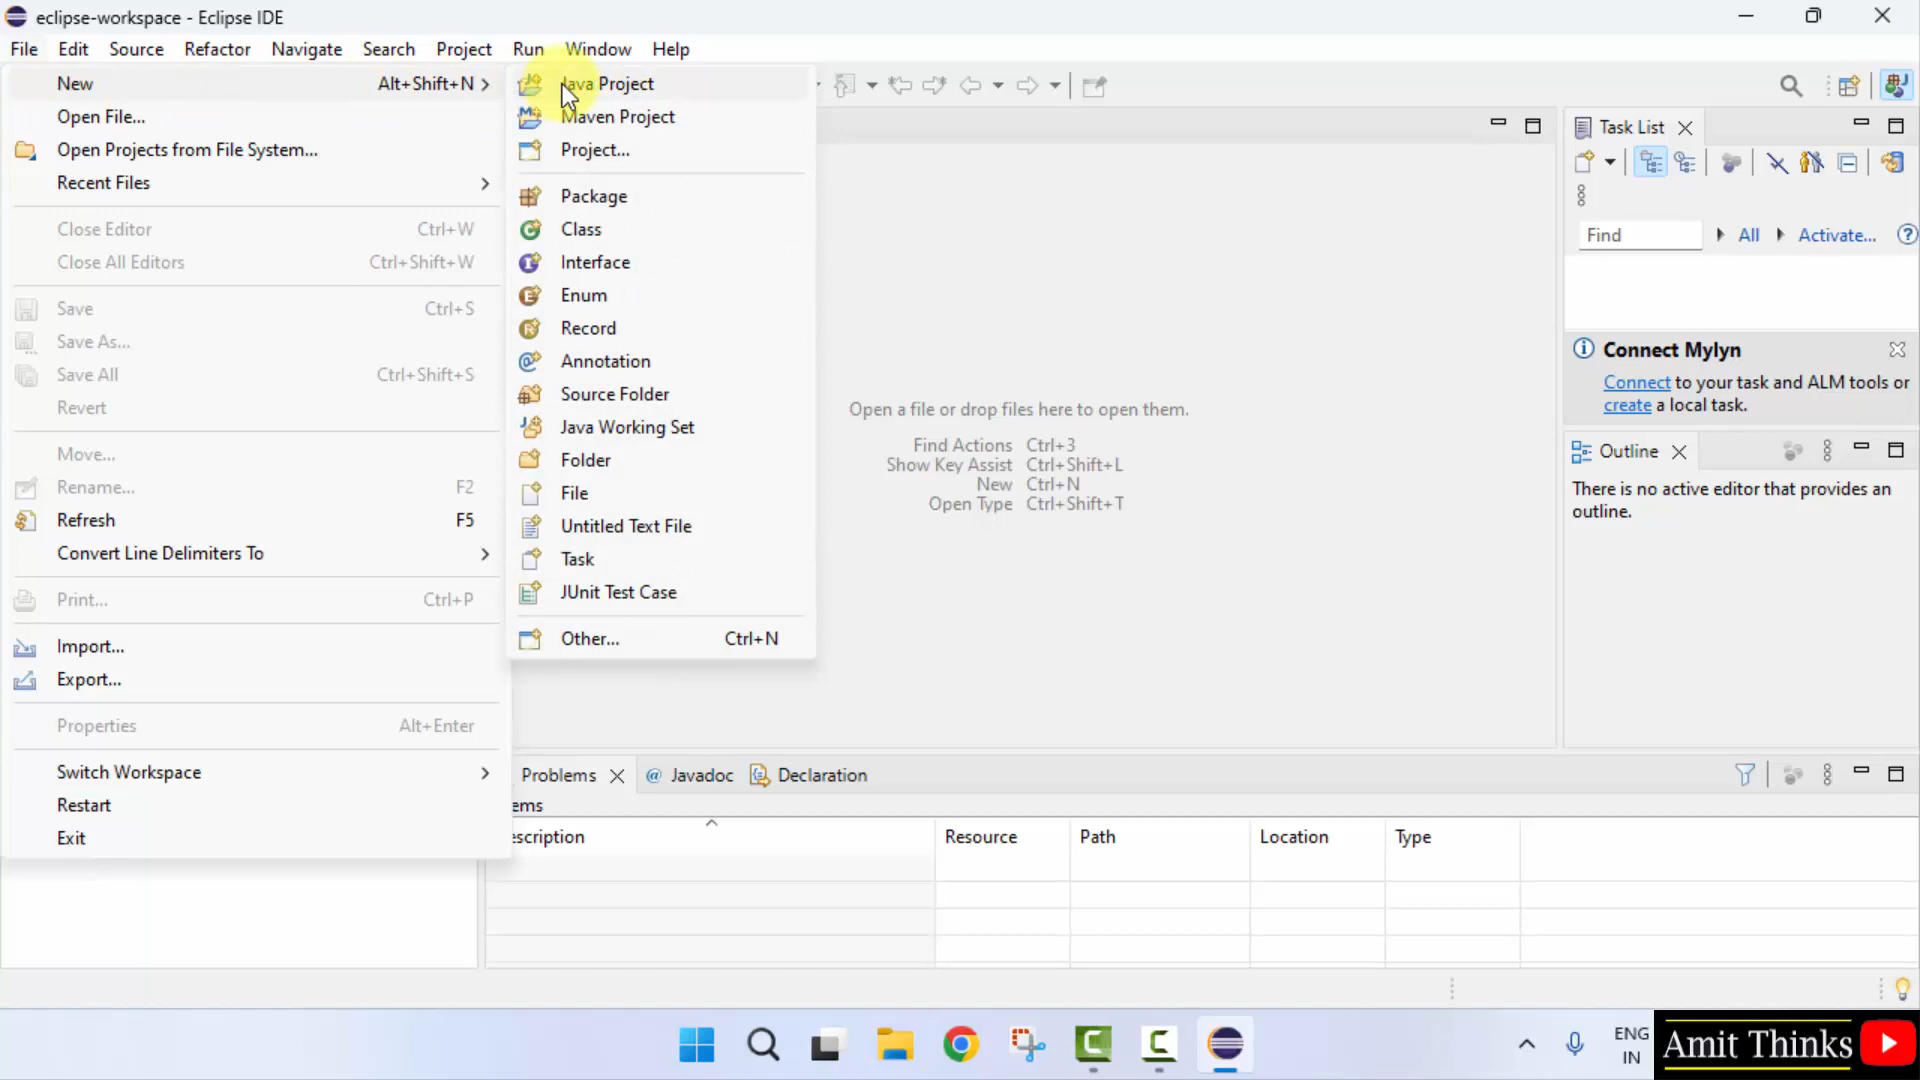 eclipse-workspace - Eclipse IDE
File Edit Source Refactor Navigate Search Project Run Window Help
New Alt+Shift+N
Open File...
Open Projects from File System...
Recent Files
Close Editor Ctrl+W
Close All Editors Ctrl+Shift+W
Save Ctrl+S
Save As...
Save All Ctrl+Shift+S
Revert
Move...
Rename... F2
Refresh F5
Convert Line Delimiters To
Print... Ctrl+P
Import...
Export...
Properties Alt+Enter
Switch Workspace
Restart
Exit
Java Project
Maven Project
Project...
Package
Class
Interface
Enum
Record
Annotation
Source Folder
Java Working Set
Folder
File
Untitled Text File
Task
JUnit Test Case
Other... Ctrl+N
Open a file or drop files here to open them.
Find Actions Ctrl+3
Show Key Assist Ctrl+Shift+L
New Ctrl+N
Open Type Ctrl+Shift+T
Task List
Find All Activate...
Connect Mylyn
Connect to your task and ALM tools or
create a local task.
Outline
There is no active editor that provides an
outline.
Problems Javadoc Declaration
ems
escription Resource Path Location Type
ENG
IN
Amit Thinks